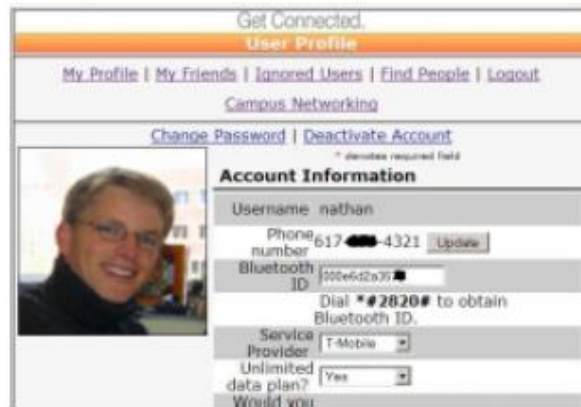 Get Connected.
User Profile
My Profile | My Friends | Ignored Users | Find People | Logout
Campus Networking
Change Password | Deactivate Account
* denotes required field
Account Information
Username nathan
Phone number 617- -4321 Update
Bluetooth ID 000e6d2a35
Dial *#2820# to obtain
Bluetooth ID.
Service Provider T-Mobile
Unlimited data plan? Yes
Would you